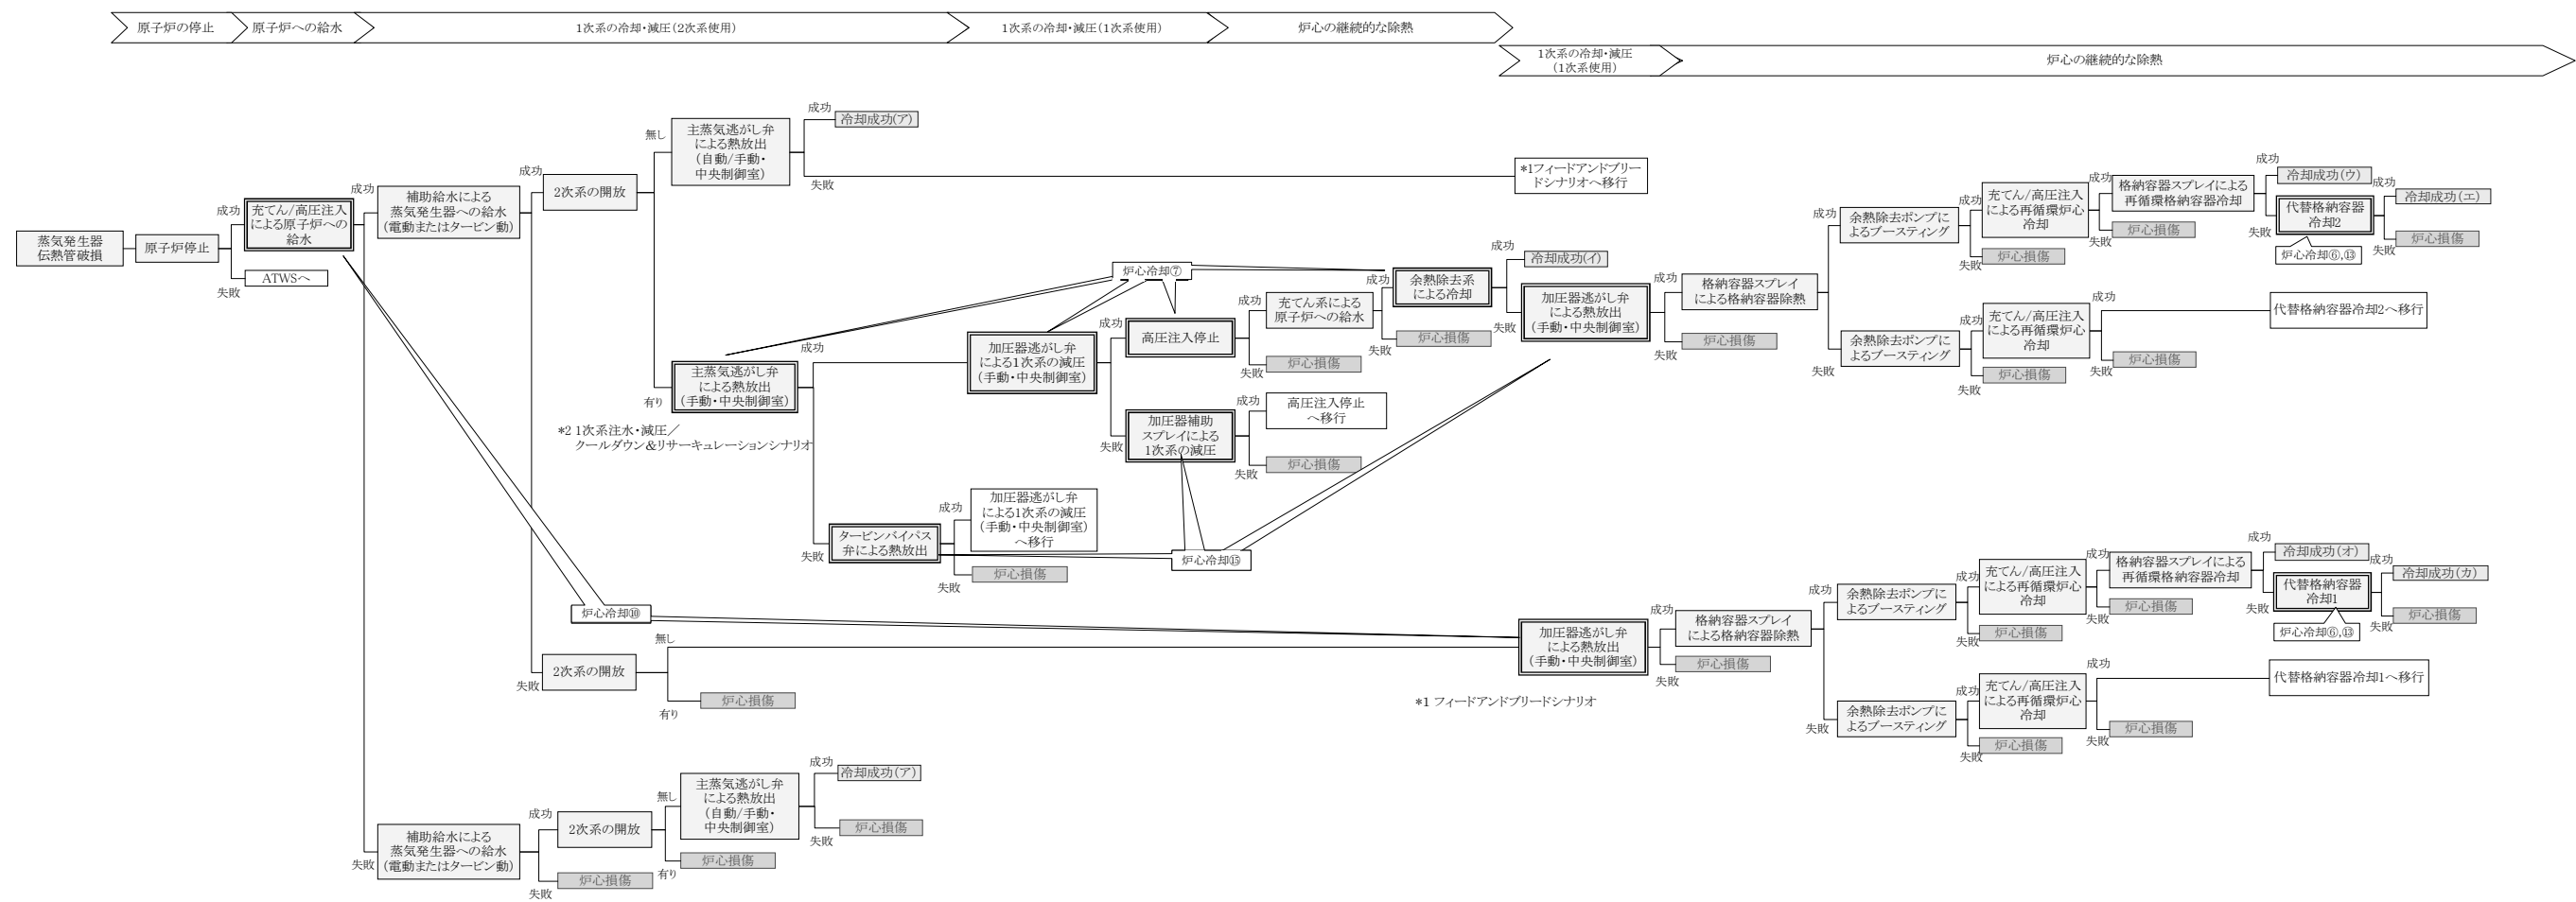 原子炉の停止
原子炉への給水
1次系の冷却・減圧（2次系使用）
1次系の冷却・減圧（1次系使用）
炉心の継続的な除熱
1次系の冷却・減圧
（1次系使用）
炉心の継続的な除熱
蒸気発生器
伝熱管破損
原子炉停止
成功
失敗
充てん/高圧注入
による原子炉への
給水
ATWSへ
成功
失敗
補助給水による
蒸気発生器への給水
（電動またはタービン動）
成功
失敗
2次系の開放
無し
有り
主蒸気逃がし弁
による熱放出
（自動/手動・
中央制御室）
成功
冷却成功（ア）
失敗
*1フィードアンドブリー
ドシナリオへ移行
主蒸気逃がし弁
による熱放出
（手動・中央制御室）
*2 1次系注水・減圧／
クールダウン＆リサーキュレーションシナリオ
成功
失敗
加圧器逃がし弁
による1次系の減圧
（手動・中央制御室）
成功
失敗
炉心冷却⑦
高圧注入停止
成功
失敗
充てん系による
原子炉への給水
炉心損傷
成功
失敗
余熱除去系
による冷却
炉心損傷
成功
失敗
冷却成功（イ）
加圧器逃がし弁
による熱放出
（手動・中央制御室）
成功
失敗
格納容器スプレイ
による格納容器除熱
炉心損傷
成功
失敗
余熱除去ポンプに
よるブースティング
成功
失敗
充てん/高圧注入
による再循環炉心
冷却
炉心損傷
成功
失敗
格納容器スプレイによる
再循環格納容器冷却
炉心損傷
成功
失敗
冷却成功（ウ）
代替格納容器
冷却2
炉心冷却⑥,⑬
成功
失敗
冷却成功（エ）
炉心損傷
余熱除去ポンプに
よるブースティング
成功
失敗
充てん/高圧注入
による再循環炉心
冷却
炉心損傷
成功
失敗
代替格納容器冷却2へ移行
炉心損傷
加圧器補助
スプレイによる
1次系の減圧
成功
失敗
高圧注入停止
へ移行
炉心損傷
タービンバイパス
弁による熱放出
成功
失敗
加圧器逃がし弁
による1次系の減圧
（手動・中央制御室）
へ移行
炉心損傷
炉心冷却⑮
炉心冷却⑩
2次系の開放
無し
有り
炉心損傷
加圧器逃がし弁
による熱放出
（手動・中央制御室）
*1 フィードアンドブリードシナリオ
成功
失敗
格納容器スプレイ
による格納容器除熱
炉心損傷
成功
失敗
余熱除去ポンプに
よるブースティング
成功
失敗
充てん/高圧注入
による再循環炉心
冷却
炉心損傷
成功
失敗
格納容器スプレイによる
再循環格納容器冷却
炉心損傷
成功
失敗
冷却成功（オ）
代替格納容器
冷却1
炉心冷却⑥,⑬
成功
失敗
冷却成功（カ）
炉心損傷
余熱除去ポンプに
よるブースティング
成功
失敗
充てん/高圧注入
による再循環炉心
冷却
炉心損傷
成功
失敗
代替格納容器冷却1へ移行
炉心損傷
補助給水による
蒸気発生器への給水
（電動またはタービン動）
成功
失敗
2次系の開放
炉心損傷
無し
有り
主蒸気逃がし弁
による熱放出
（自動/手動・
中央制御室）
炉心損傷
成功
失敗
冷却成功（ア）
炉心損傷